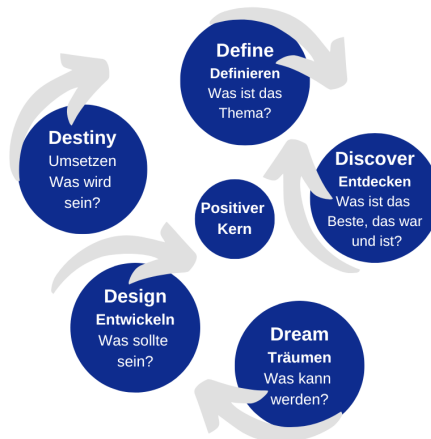 Define
Definieren
Was ist das
Thema?
Discover
Entdecken
Was ist das
Beste, das war
und ist?
Dream
Träumen
Was kann
werden?
Design
Entwickeln
Was sollte
sein?
Destiny
Umsetzen
Was wird
sein?
Positiver
Kern